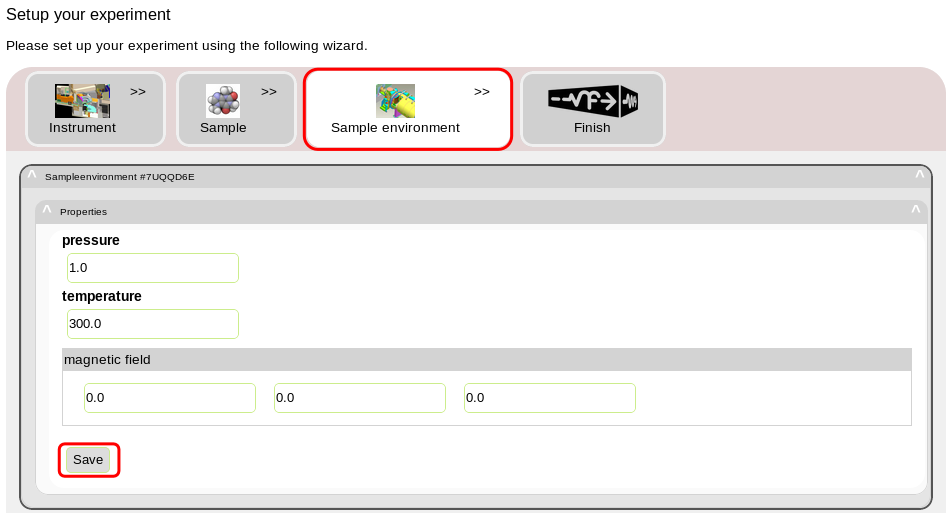 Setup your experiment
Please set up your experiment using the following wizard.
>> >> >>
Instrument Sample Sample environment Finish
^ Sampleenvironment #7UQQD6E ^
^ Properties ^
pressure
1.0
temperature
300.0
magnetic field
0.0 0.0 0.0
Save